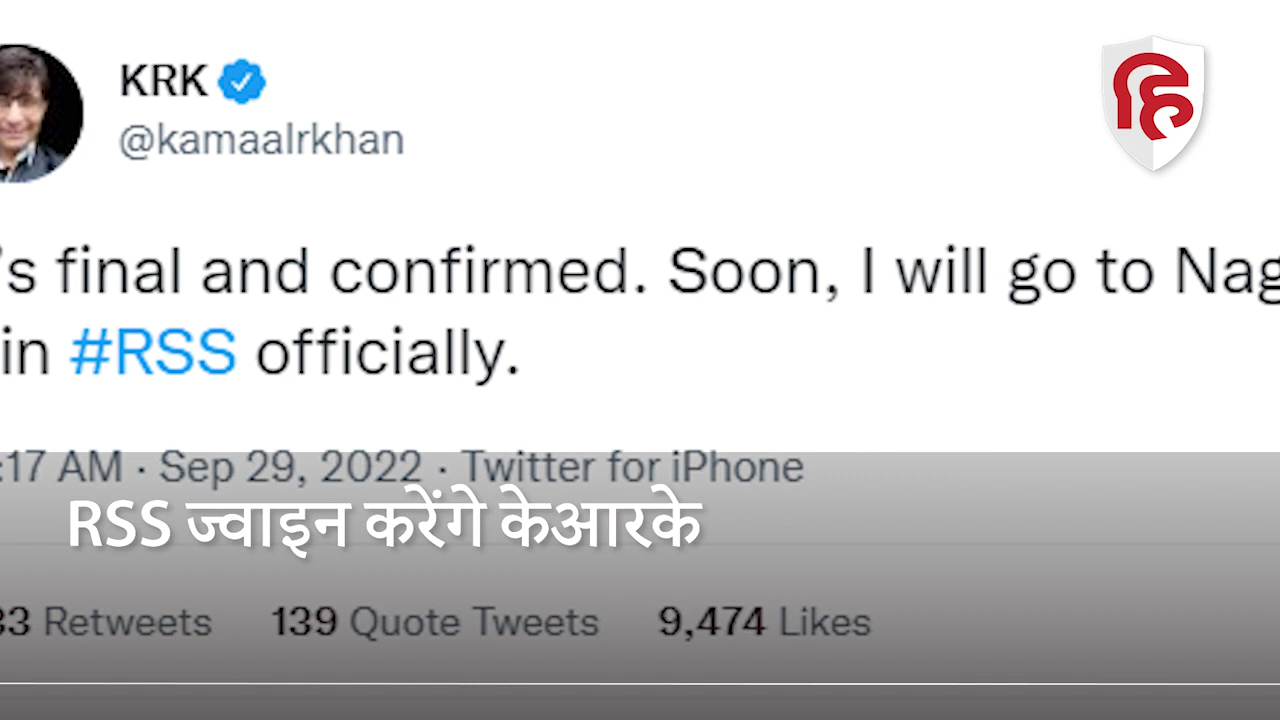 KRK
@kamaalrkhan
's final and confirmed. Soon, I will go to
in #RSS officially.
:17 AM · Sep 29, 2022 · Twitter for iPhone
RSS ज्वाइन करेंगे केआरके
33 Retweets 139 Quote Tweets 9,474 Likes
हि